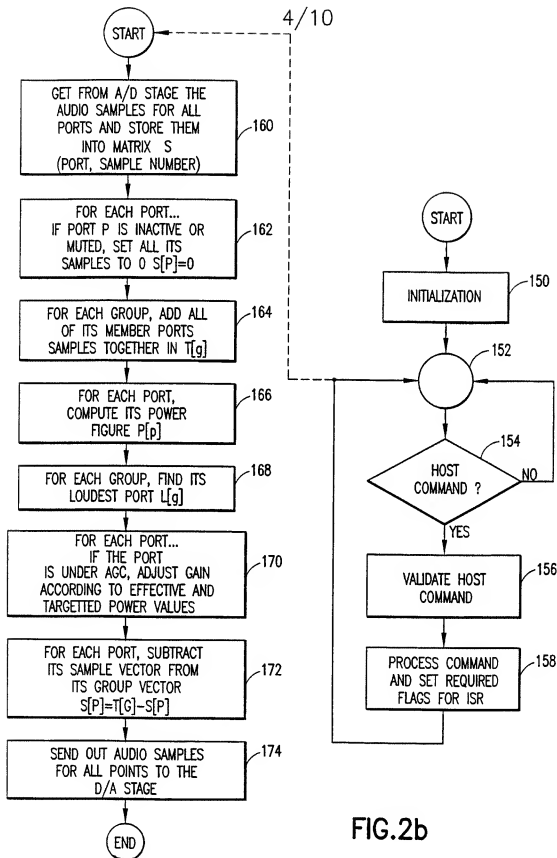 4/10
START
GET FROM A/D STAGE THE
AUDIO SAMPLES FOR ALL
PORTS AND STORE THEM
INTO MATRIX S
(PORT, SAMPLE NUMBER)
160
FOR EACH PORT...
IF PORT P IS INACTIVE OR
MUTED, SET ALL ITS
SAMPLES TO 0 S[P]=0
162
FOR EACH GROUP, ADD ALL
OF ITS MEMBER PORTS
SAMPLES TOGETHER IN T[g]
164
FOR EACH PORT,
COMPUTE ITS POWER
FIGURE P[p]
166
FOR EACH GROUP, FIND ITS
LOUDEST PORT L[g]
168
FOR EACH PORT...
IF THE PORT
IS UNDER AGC, ADJUST GAIN
ACCORDING TO EFFECTIVE AND
TARGETTED POWER VALUES
170
FOR EACH PORT, SUBTRACT
ITS SAMPLE VECTOR FROM
ITS GROUP VECTOR
S[P]=T[G]-S[P]
172
SEND OUT AUDIO SAMPLES
FOR ALL POINTS TO THE
D/A STAGE
174
END
START
INITIALIZATION
150
152
154
HOST
COMMAND ?
NO
YES
VALIDATE HOST
COMMAND
156
PROCESS COMMAND
AND SET REQUIRED
FLAGS FOR ISR
158
FIG.2b